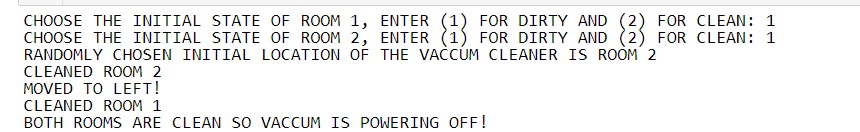 CHOOSE THE INITIAL STATE OF ROOM 1, ENTER (1) FOR DIRTY AND (2) FOR CLEAN: 1
CHOOSE THE INITIAL STATE OF ROOM 2, ENTER (1) FOR DIRTY AND (2) FOR CLEAN: 1
RANDOMLY CHOSEN INITIAL LOCATION OF THE VACCUM CLEANER IS ROOM 2
CLEANED ROOM 2
MOVED TO LEFT!
CLEANED ROOM 1
BOTH ROOMS ARE CLEAN SO VACCUM IS POWERING OFF!